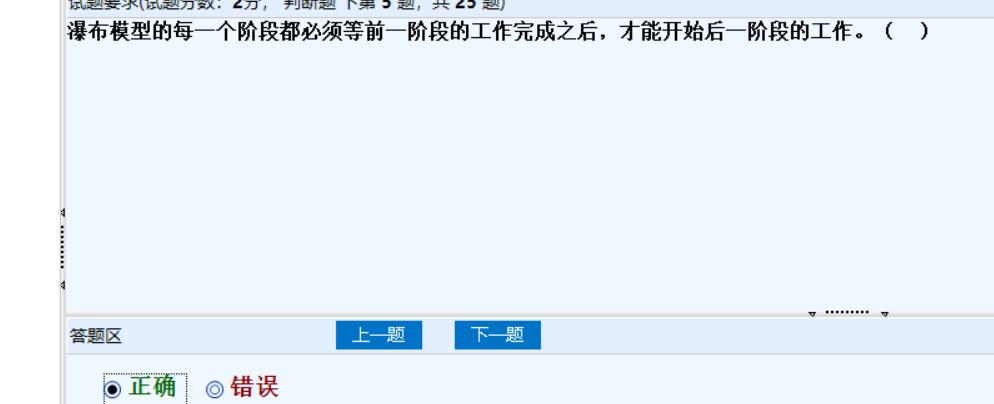 试题要求(试题分数：2分， 判断题 下第 5 题，共 25 题)
瀑布模型的每一个阶段都必须等前一阶段的工作完成之后，才能开始后一阶段的工作。（ ）
答题区 上一题 下一题
正确 错误